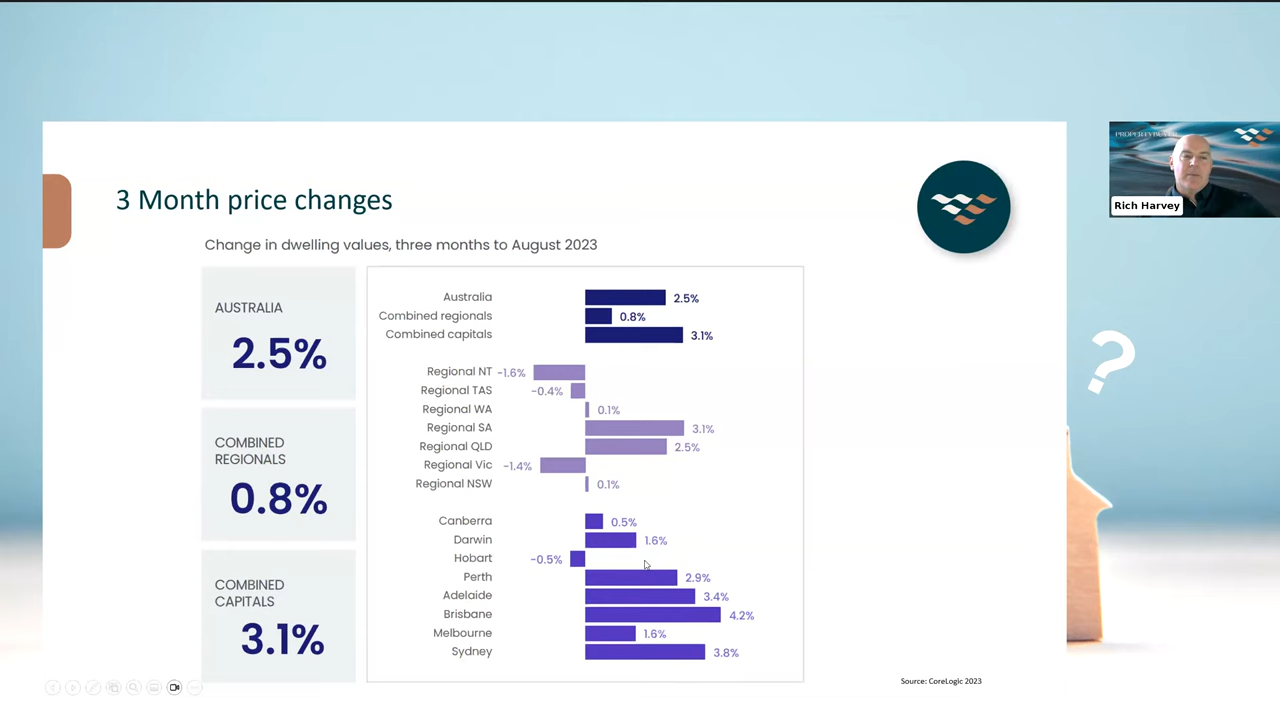 PROPERTYBUYER
Rich Harvey
3 Month price changes
Change in dwelling values, three months to August 2023
AUSTRALIA
2.5%
COMBINED
REGIONALS
0.8%
COMBINED
CAPITALS
3.1%
Australia 2.5%
Combined regionals 0.8%
Combined capitals 3.1%
Regional NT -1.6%
Regional TAS -0.4%
Regional WA 0.1%
Regional SA 3.1%
Regional QLD 2.5%
Regional Vic -1.4%
Regional NSW 0.1%
Canberra 0.5%
Darwin 1.6%
Hobart -0.5%
Perth 2.9%
Adelaide 3.4%
Brisbane 4.2%
Melbourne 1.6%
Sydney 3.8%
?
Source: CoreLogic 2023